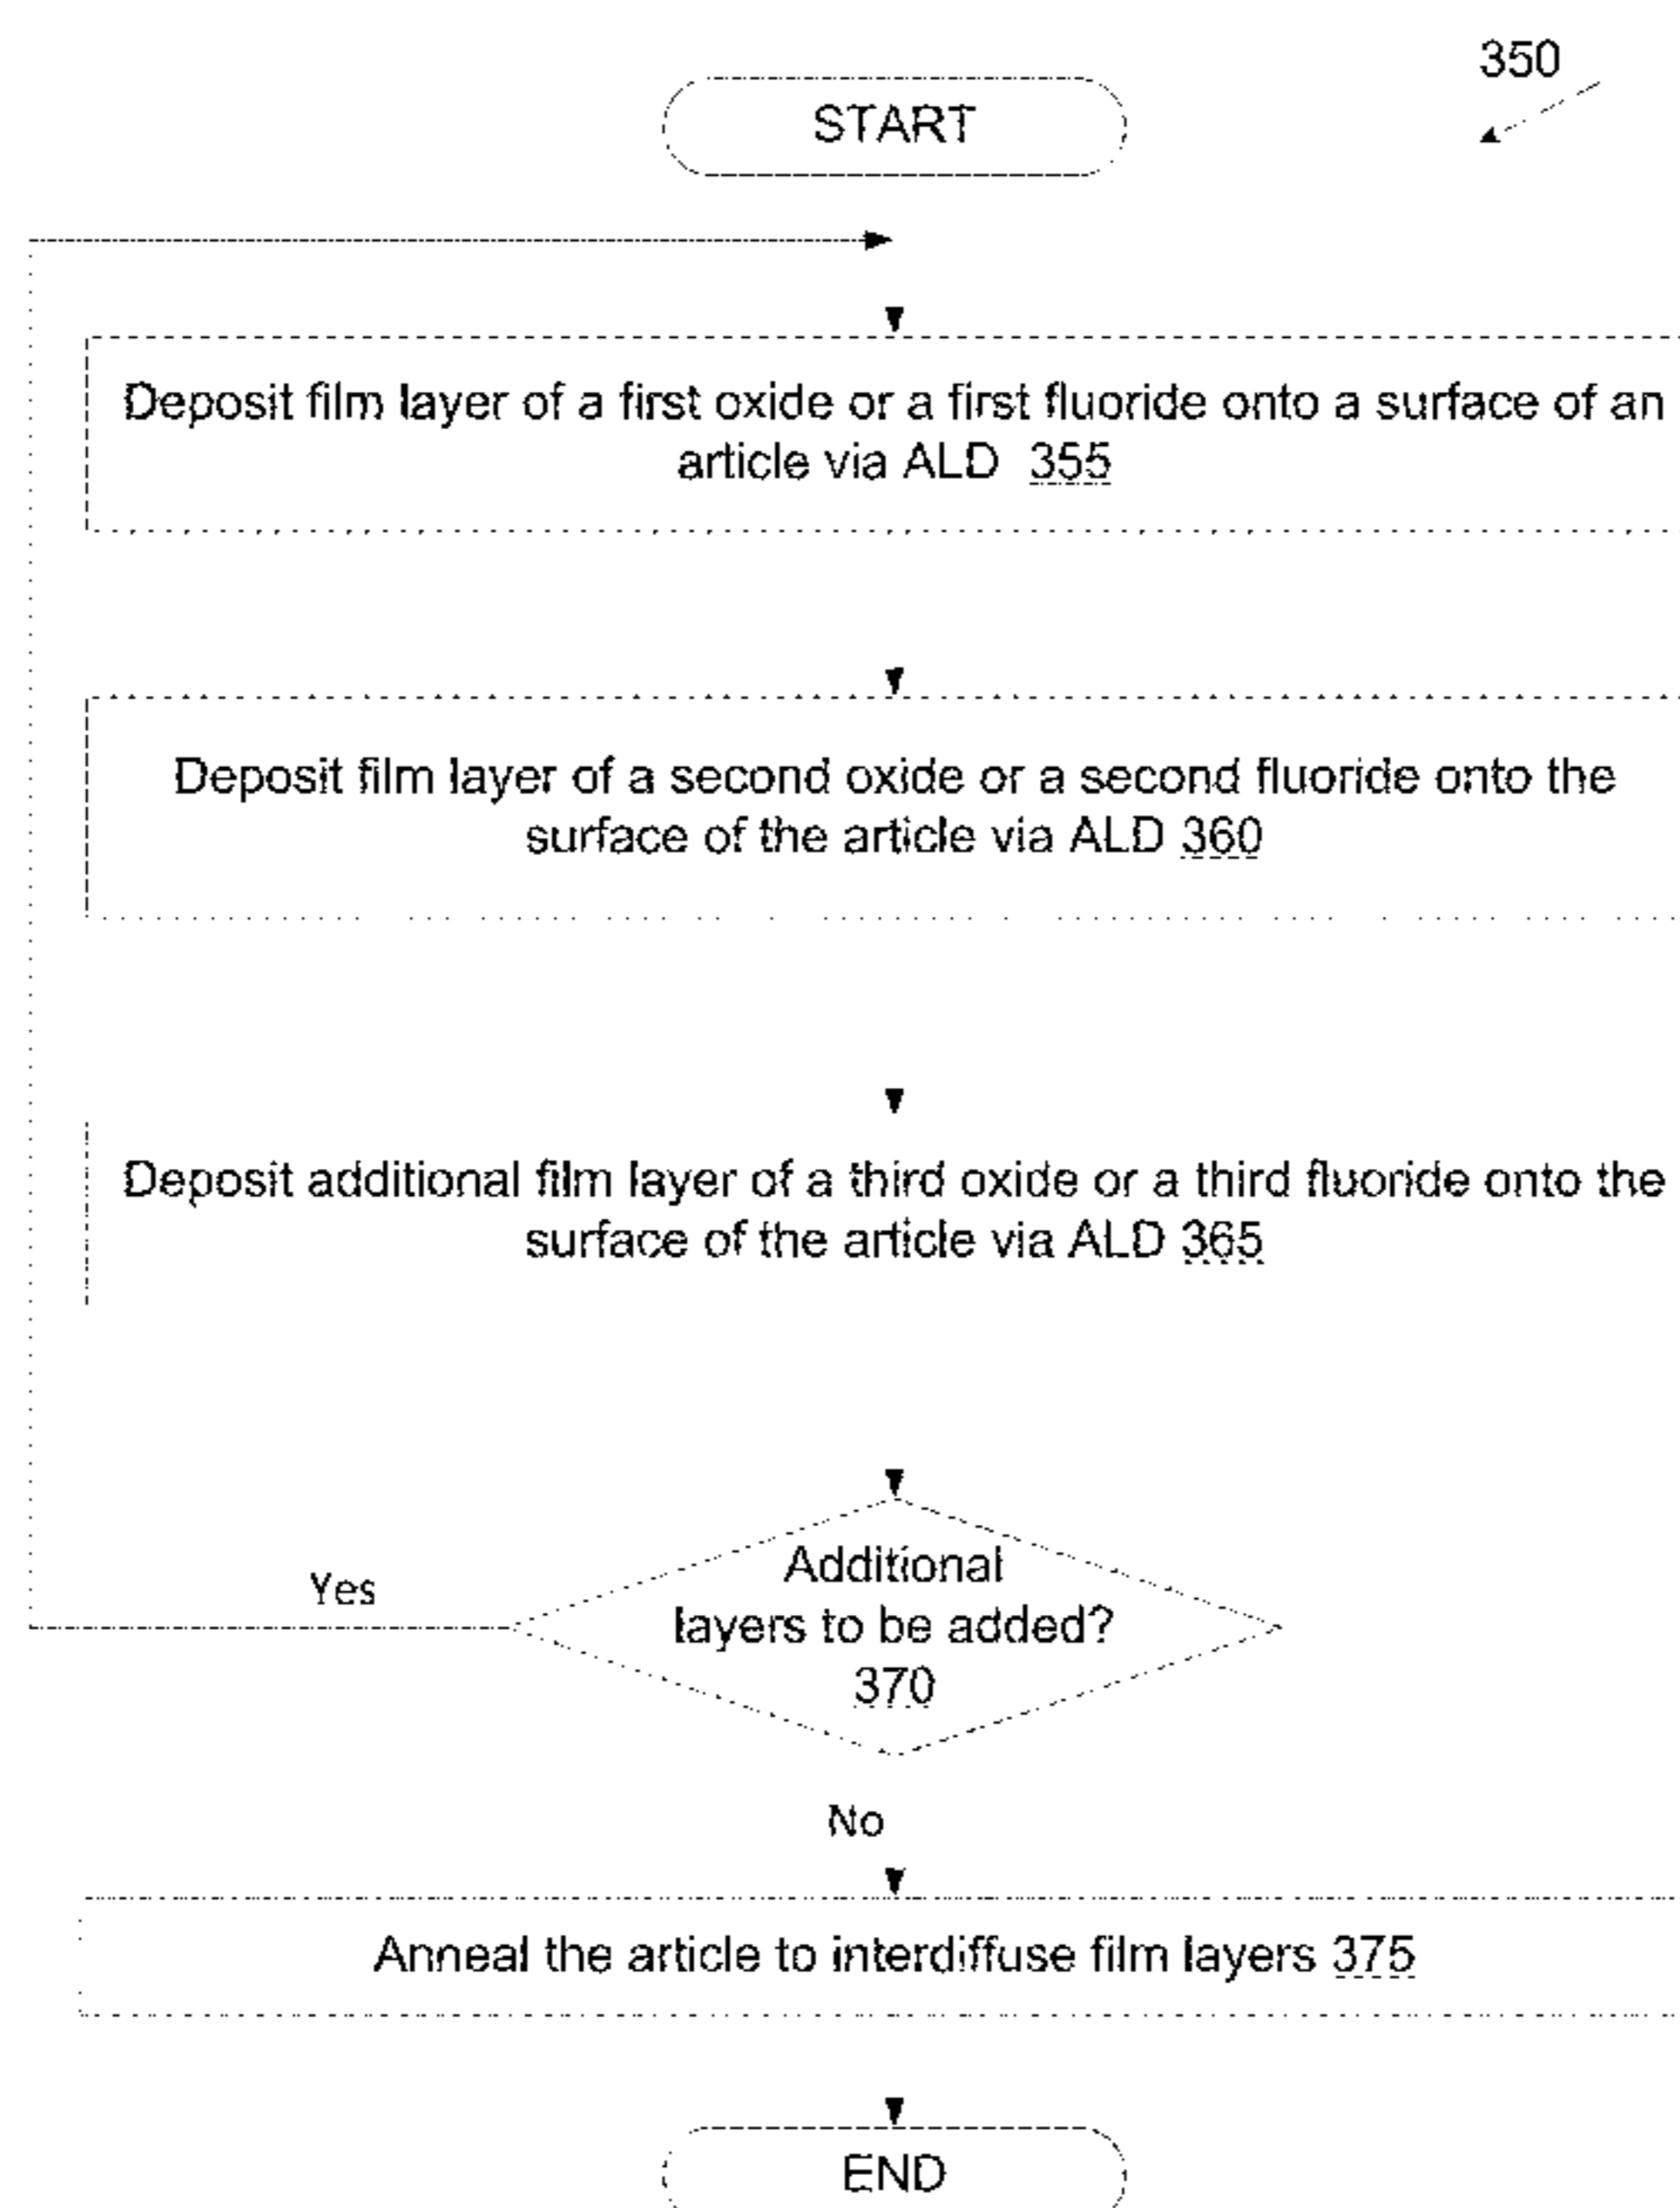 350
START
Deposit film layer of a first oxide or a first fluoride onto a surface of an
article via ALD 355
Deposit film layer of a second oxide or a second fluoride onto the
surface of the article via ALD 360
Deposit additional film layer of a third oxide or a third fluoride onto the
surface of the article via ALD 365
Additional
layers to be added?
370
Yes
No
Anneal the article to interdiffuse film layers 375
END